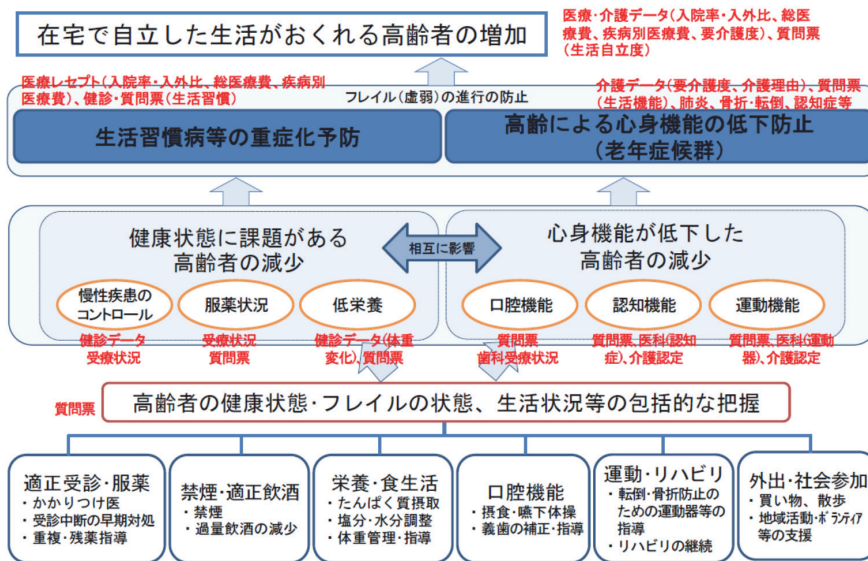 在宅で自立した生活がおくれる高齢者の増加
医療・介護データ(入院率・入外比、総医
療費、疾病別医療費、要介護度)、質問票
(生活自立度)
医療レセプト(入院率・入外比、総医療費、疾病別
医療費)、健診・質問票(生活習慣)
フレイル(虚弱)の進行の防止
介護データ(要介護度、介護理由)、質問票
(生活機能)、肺炎、骨折・転倒、認知症等
生活習慣病等の重症化予防
高齢による心身機能の低下防止
(老年症候群)
健康状態に課題がある
高齢者の減少
相互に影響
心身機能が低下した
高齢者の減少
慢性疾患の
コントロール
服薬状況
低栄養
口腔機能
認知機能
運動機能
健診データ
受療状況
受療状況
質問票
健診データ(体重
変化)、質問票
質問票
歯科受療状況
質問票、医科(認知
症)、介護認定
質問票、医科(運動
器)、介護認定
質問票
高齢者の健康状態・フレイルの状態、生活状況等の包括的な把握
適正受診・服薬
・かかりつけ医
・受診中断の早期対処
・重複・残薬指導
禁煙・適正飲酒
・禁煙
・過量飲酒の減少
栄養・食生活
・たんぱく質摂取
・塩分・水分調整
・体重管理・指導
口腔機能
・摂食・嚥下体操
・義歯の補正・指導
運動・リハビリ
・転倒・骨折防止の
ための運動器等の
指導
・リハビリの継続
外出・社会参加
・買い物、散歩
・地域活動・ボランティア
等の支援